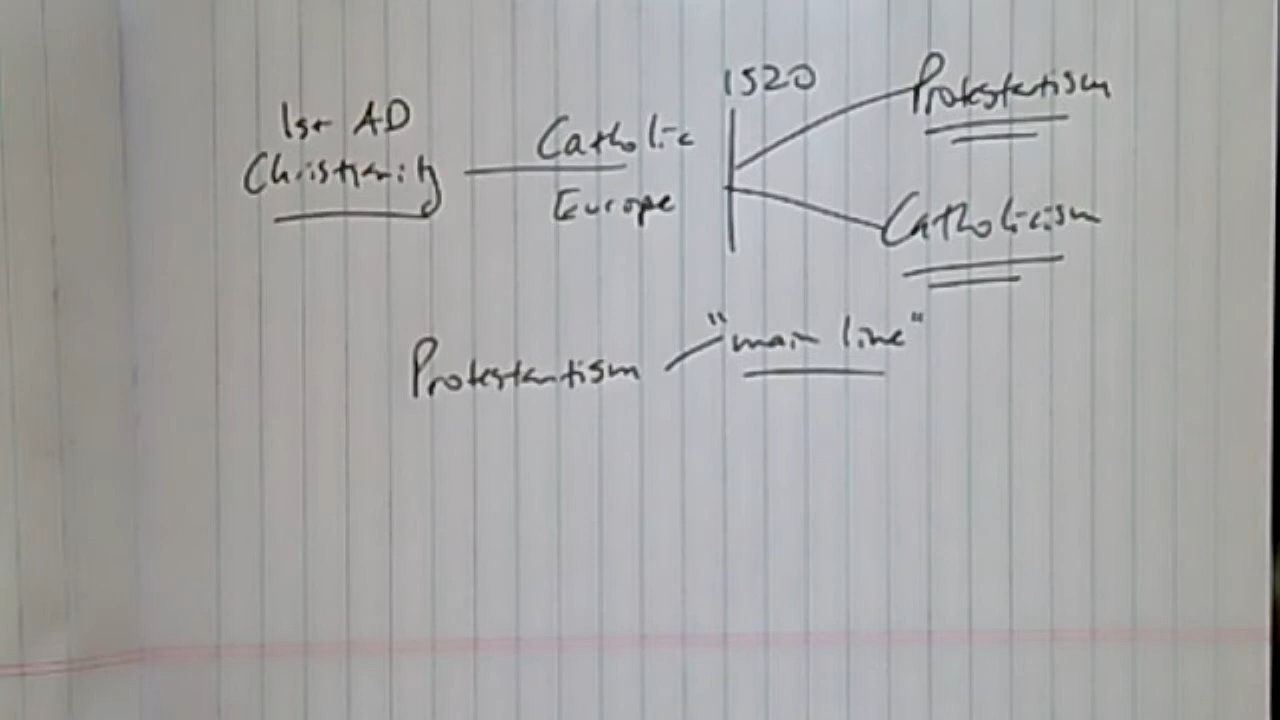 1st AD
Christianity
Catholic
Europe
1520
Protestantism
Catholicism
Protestantism
"main line"